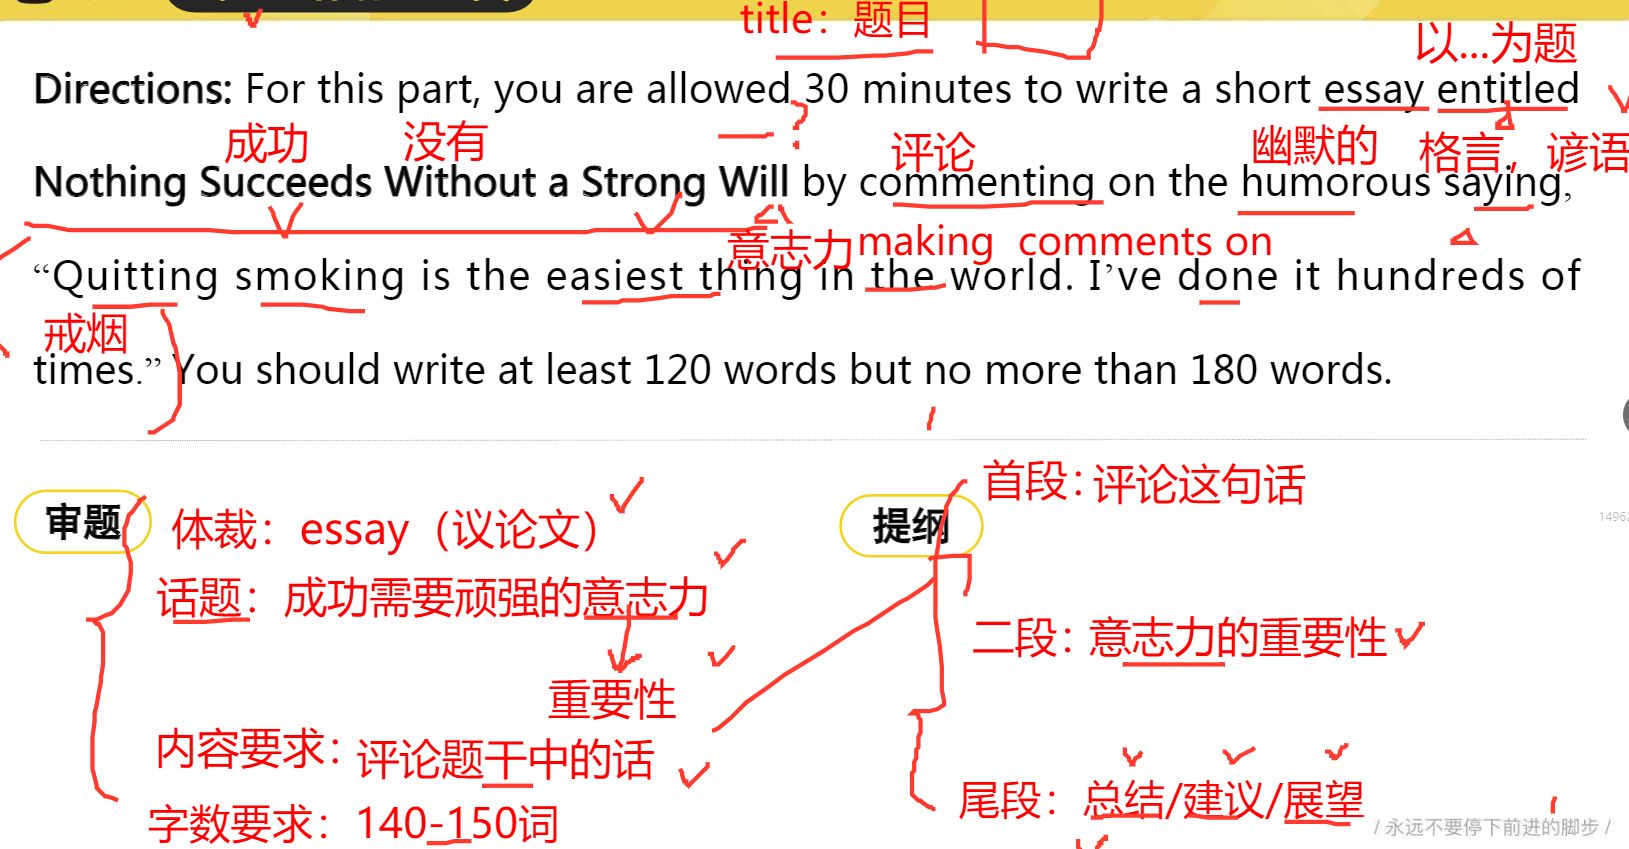 title：题目
以...为题
Directions: For this part, you are allowed 30 minutes to write a short essay entitled
成功 没有 ? 评论 幽默的 格言，谚语
Nothing Succeeds Without a Strong Will by commenting on the humorous saying,
意志力 making comments on
“Quitting smoking is the easiest thing in the world. I’ve done it hundreds of
戒烟
times.” You should write at least 120 words but no more than 180 words.
审题
体裁：essay（议论文）
话题：成功需要顽强的意志力
重要性
内容要求：评论题干中的话
字数要求：140-150词
提纲
首段：评论这句话
二段：意志力的重要性
尾段：总结/建议/展望
/ 永远不要停下前进的脚步 /